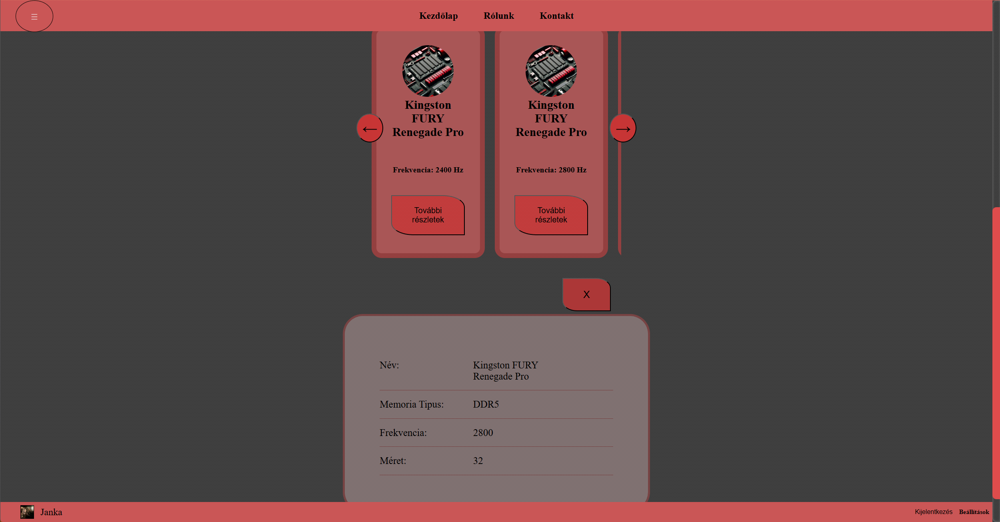 ☰
Kezdőlap Rólunk Kontakt
Kingston
FURY
Renegade Pro
Frekvencia: 2400 Hz
További
részletek
Kingston
FURY
Renegade Pro
Frekvencia: 2800 Hz
További
részletek
← →
X
Név: Kingston FURY
Renegade Pro
Memoria Tipus: DDR5
Frekvencia: 2800
Méret: 32
Janka
Kijelentkezés Beállítások